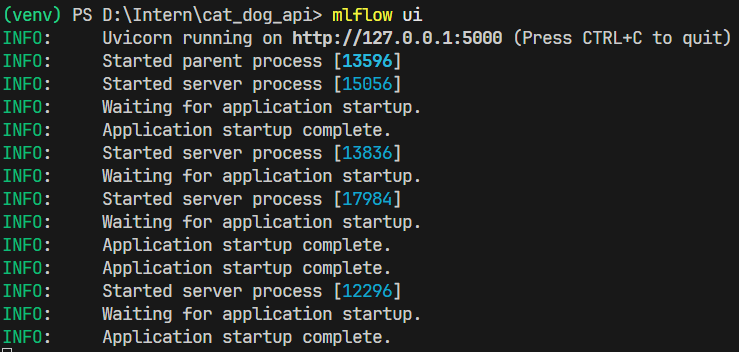 (venv) PS D:\Intern\cat_dog_api> mlflow ui
INFO:     Uvicorn running on http://127.0.0.1:5000 (Press CTRL+C to quit)
INFO:     Started parent process [13596]
INFO:     Started server process [15056]
INFO:     Waiting for application startup.
INFO:     Application startup complete.
INFO:     Started server process [13836]
INFO:     Waiting for application startup.
INFO:     Started server process [17984]
INFO:     Waiting for application startup.
INFO:     Application startup complete.
INFO:     Application startup complete.
INFO:     Started server process [12296]
INFO:     Waiting for application startup.
INFO:     Application startup complete.